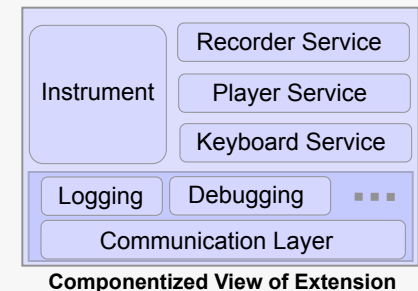 Recorder Service
Instrument
Player Service
Keyboard Service
Logging
Debugging
Communication Layer
Componentized View of Extension